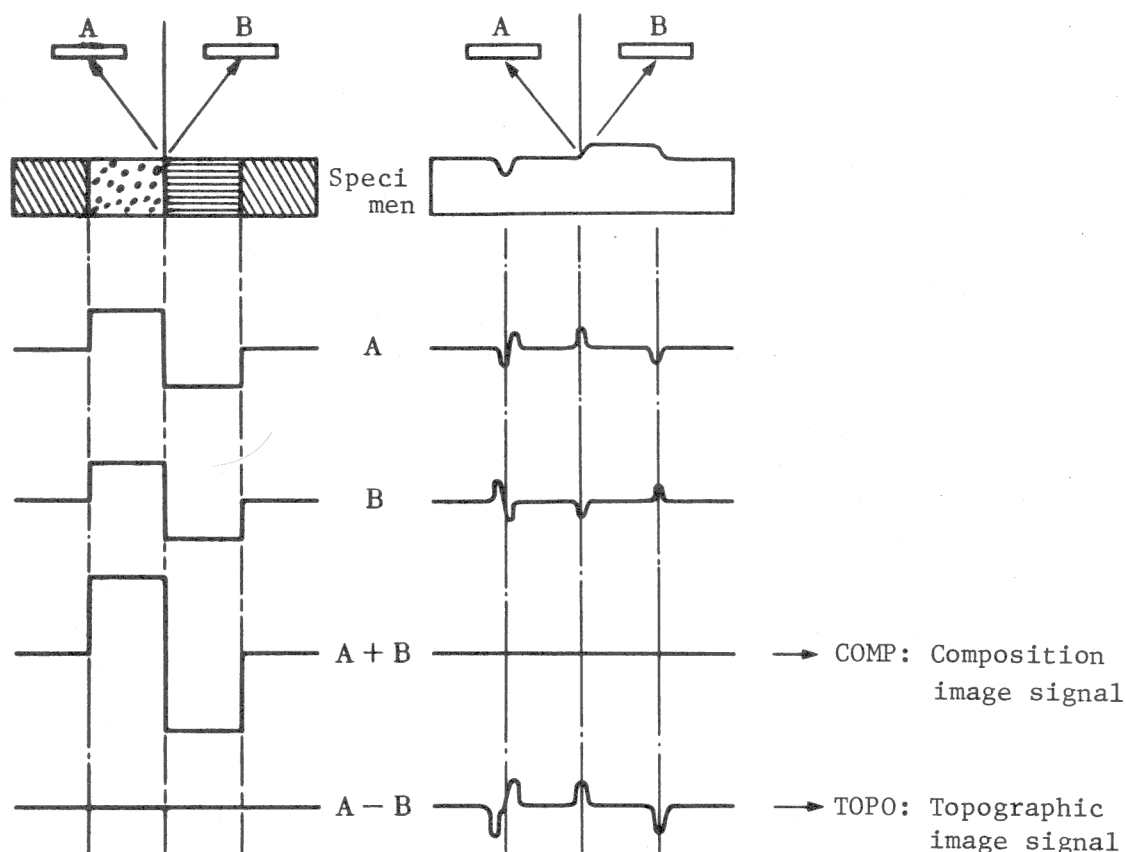 A B A B
Speci
men
A
B
A + B → COMP: Composition
image signal
A − B → TOPO: Topographic
image signal